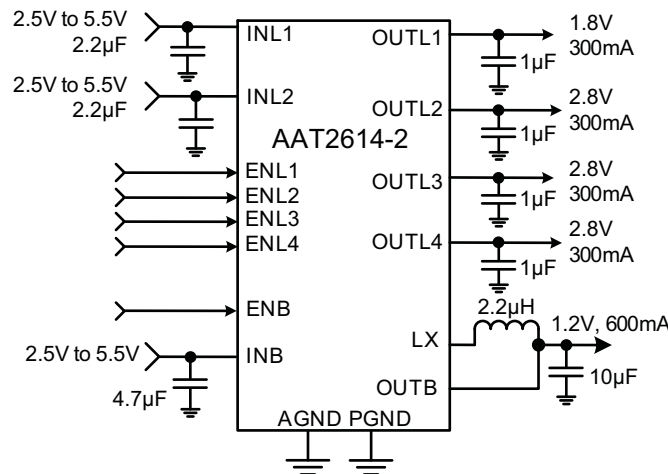 2.5V to 5.5V
2.2µF
INL1
OUTL1
1.8V
300mA
1µF
2.5V to 5.5V
2.2µF
INL2
OUTL2
2.8V
300mA
1µF
AAT2614-2
ENL1
ENL2
ENL3
ENL4
OUTL3
2.8V
300mA
1µF
OUTL4
2.8V
300mA
1µF
ENB
2.2µH
LX
1.2V, 600mA
2.5V to 5.5V
INB
4.7µF
OUTB
10µF
AGND PGND